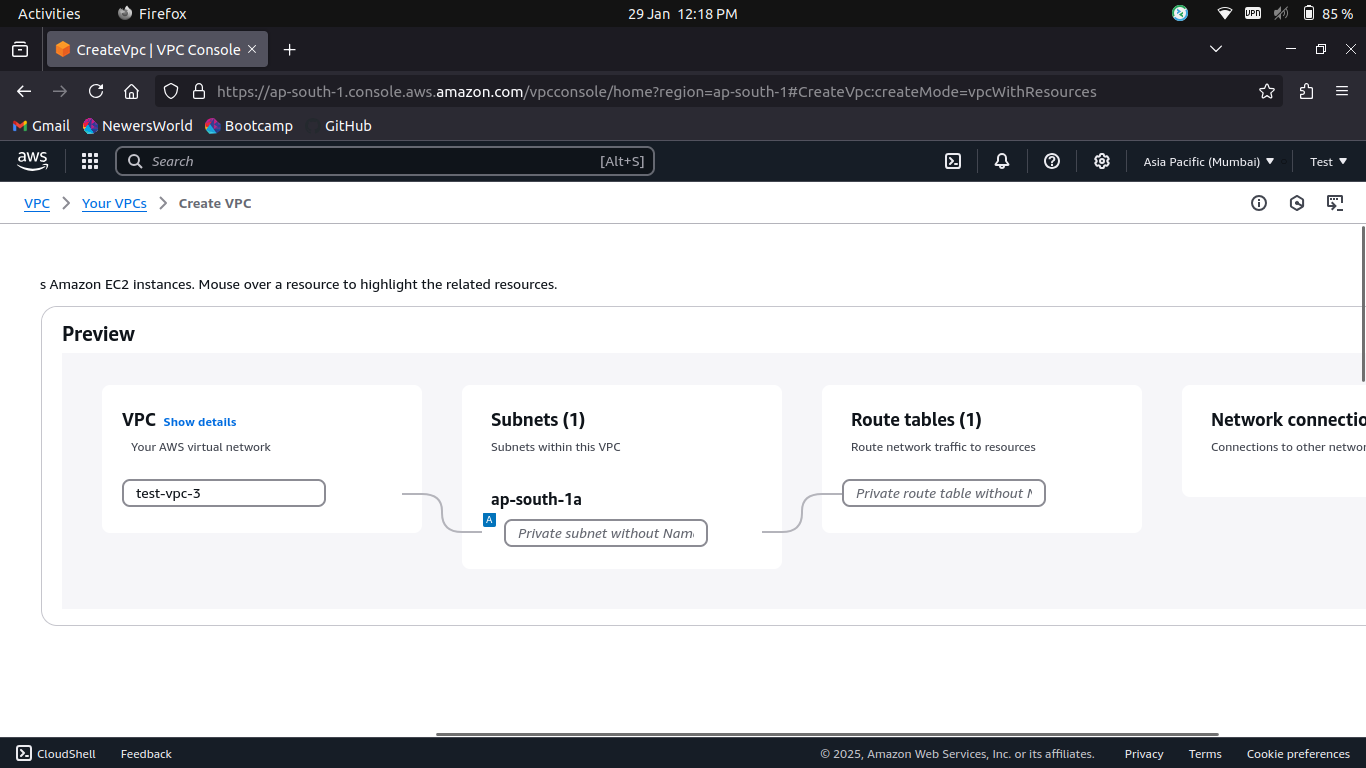 Activities Firefox 29 Jan 12:18 PM VPN 85 %
CreateVpc | VPC Console
https://ap-south-1.console.aws.amazon.com/vpcconsole/home?region=ap-south-1#CreateVpc:createMode=vpcWithResources
Gmail NewersWorld Bootcamp GitHub
aws Search [Alt+S] Asia Pacific (Mumbai) Test
VPC Your VPCs Create VPC
s Amazon EC2 instances. Mouse over a resource to highlight the related resources.
Preview
VPC Show details
Your AWS virtual network
test-vpc-3
Subnets (1)
Subnets within this VPC
ap-south-1a
A
Private subnet without Nam
Route tables (1)
Route network traffic to resources
Private route table without
Network connectio
Connections to other networ
CloudShell Feedback © 2025, Amazon Web Services, Inc. or its affiliates. Privacy Terms Cookie preferences